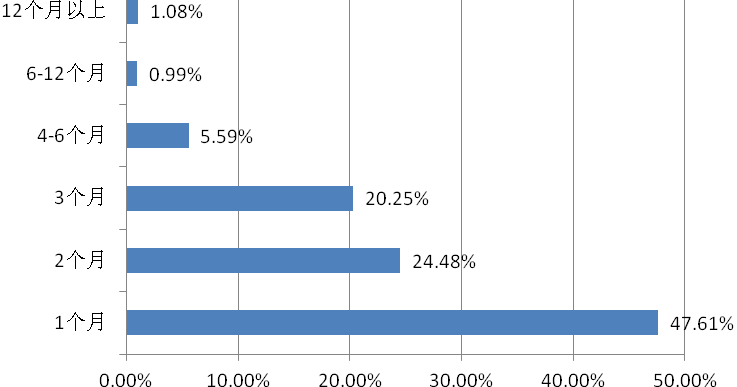 12个月以上 1.08%
6-12个月 0.99%
4-6个月 5.59%
3个月 20.25%
2个月 24.48%
1个月 47.61%
0.00% 10.00% 20.00% 30.00% 40.00% 50.00%